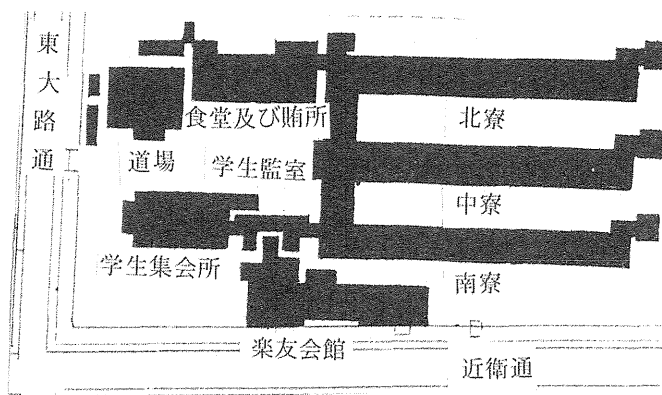 東大路通
食堂及び賄所
北寮
道場
学生監室
中寮
学生集会所
南寮
楽友会館
近衛通